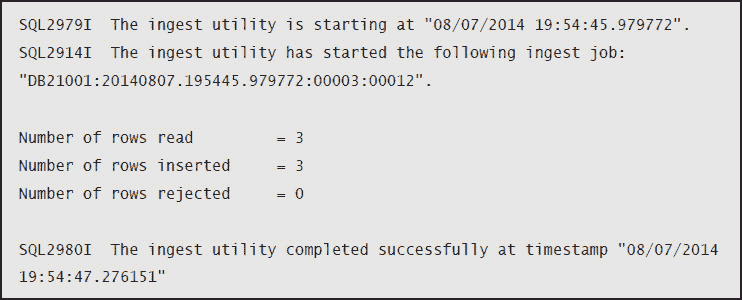 SQL2979I  The ingest utility is starting at "08/07/2014 19:54:45.979772".
SQL2914I  The ingest utility has started the following ingest job:
"DB21001:20140807.195445.979772:00003:00012".
Number of rows read         = 3
Number of rows inserted     = 3
Number of rows rejected     = 0
SQL2980I  The ingest utility completed successfully at timestamp "08/07/2014
19:54:47.276151"